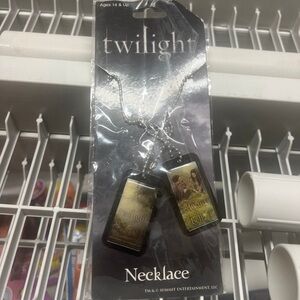 Ages 14 & Up
twilight
Necklace
TM & © SUMMIT ENTERTAINMENT, LLC